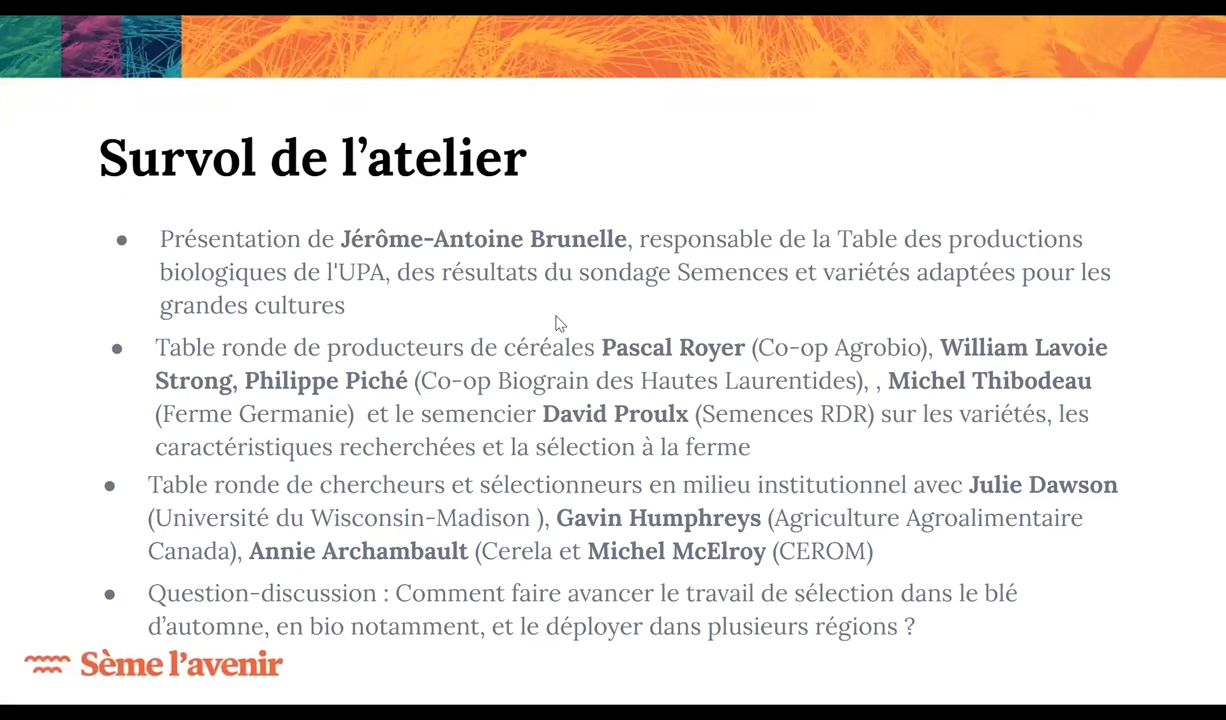 Survol de l’atelier
● Présentation de Jérôme-Antoine Brunelle, responsable de la Table des productions
biologiques de l'UPA, des résultats du sondage Semences et variétés adaptées pour les
grandes cultures
● Table ronde de producteurs de céréales Pascal Royer (Co-op Agrobio), William Lavoie
Strong, Philippe Piché (Co-op Biograin des Hautes Laurentides), , Michel Thibodeau
(Ferme Germanie) et le semencier David Proulx (Semences RDR) sur les variétés, les
caractéristiques recherchées et la sélection à la ferme
● Table ronde de chercheurs et sélectionneurs en milieu institutionnel avec Julie Dawson
(Université du Wisconsin-Madison ), Gavin Humphreys (Agriculture Agroalimentaire
Canada), Annie Archambault (Cerela et Michel McElroy (CEROM)
● Question-discussion : Comment faire avancer le travail de sélection dans le blé
d’automne, en bio notamment, et le déployer dans plusieurs régions ?
Sème l’avenir